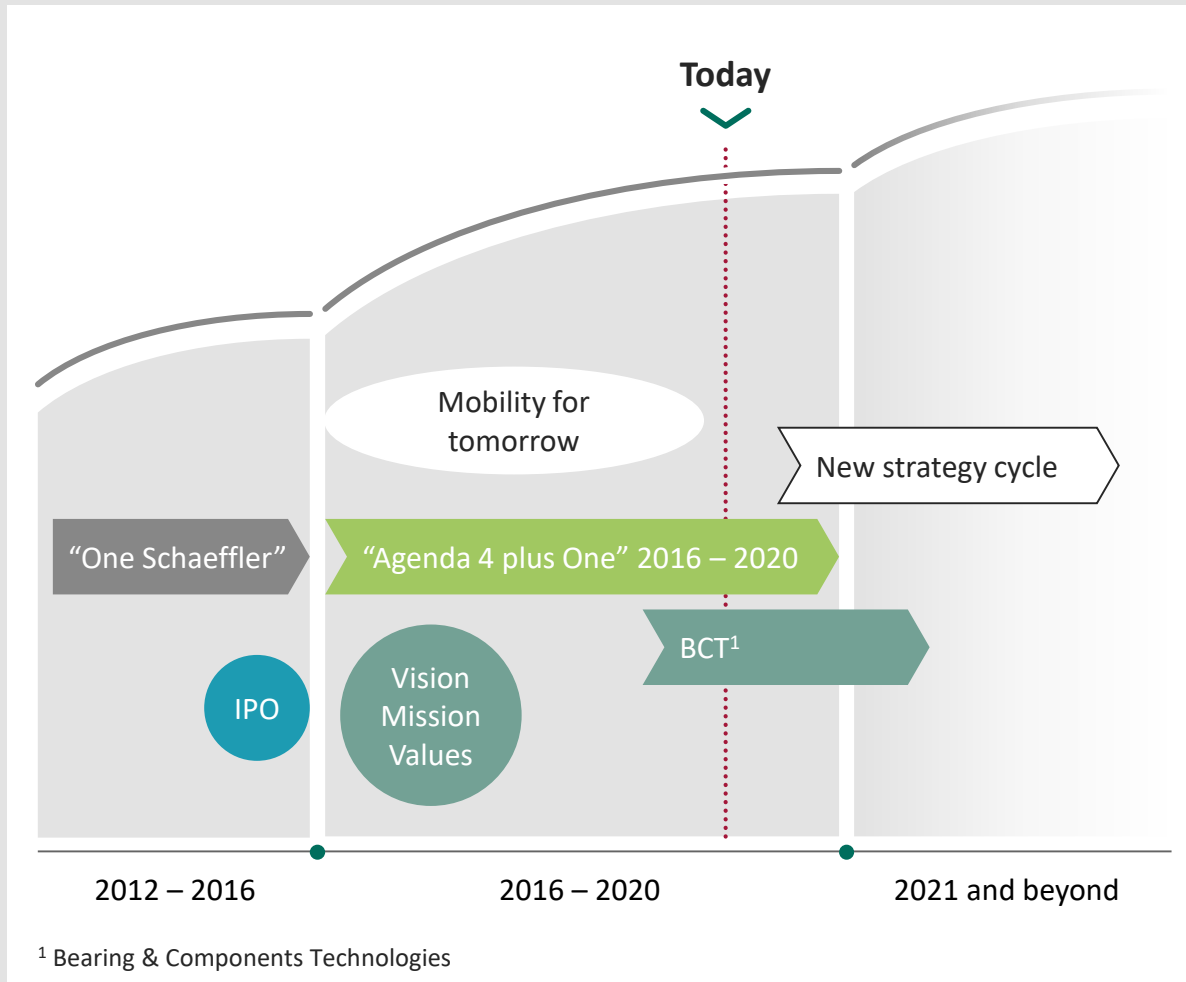 Today
Mobility for
tomorrow
New strategy cycle
“One Schaeffler”
“Agenda 4 plus One” 2016 – 2020
BCT¹
IPO
Vision
Mission
Values
2012 – 2016
2016 – 2020
2021 and beyond
¹ Bearing & Components Technologies